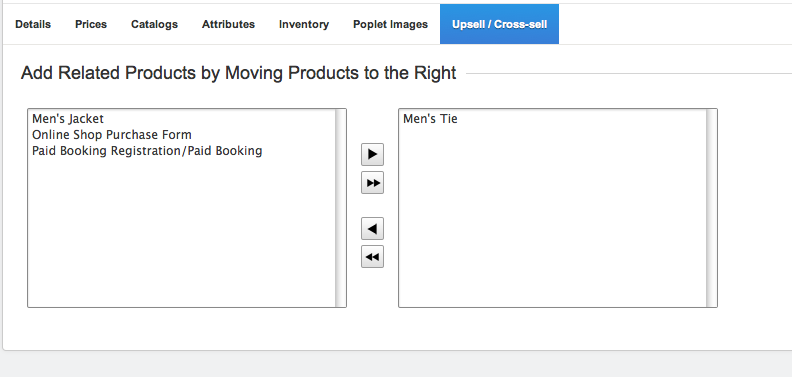 Details Prices Catalogs Attributes Inventory Poplet Images Upsell / Cross-sell
Add Related Products by Moving Products to the Right
Men's Jacket
Online Shop Purchase Form
Paid Booking Registration/Paid Booking
Men's Tie